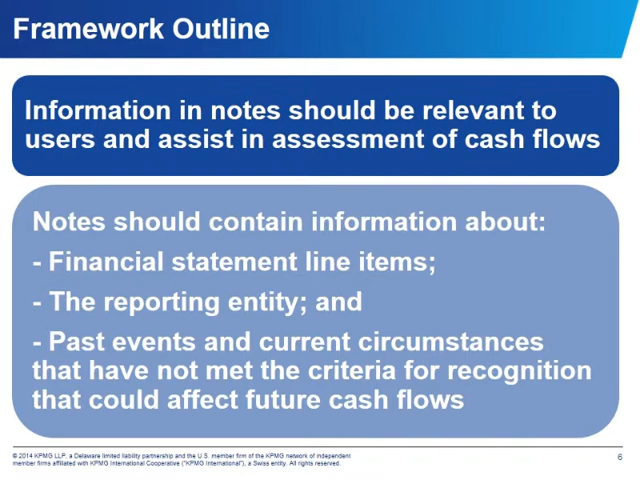 Framework Outline
Information in notes should be relevant to
users and assist in assessment of cash flows
Notes should contain information about:
- Financial statement line items;
- The reporting entity; and
- Past events and current circumstances
that have not met the criteria for recognition
that could affect future cash flows
© 2014 KPMG LLP, a Delaware limited liability partnership and the U.S. member firm of the KPMG network of independent
member firms affiliated with KPMG International Cooperative ("KPMG International"), a Swiss entity. All rights reserved.
6